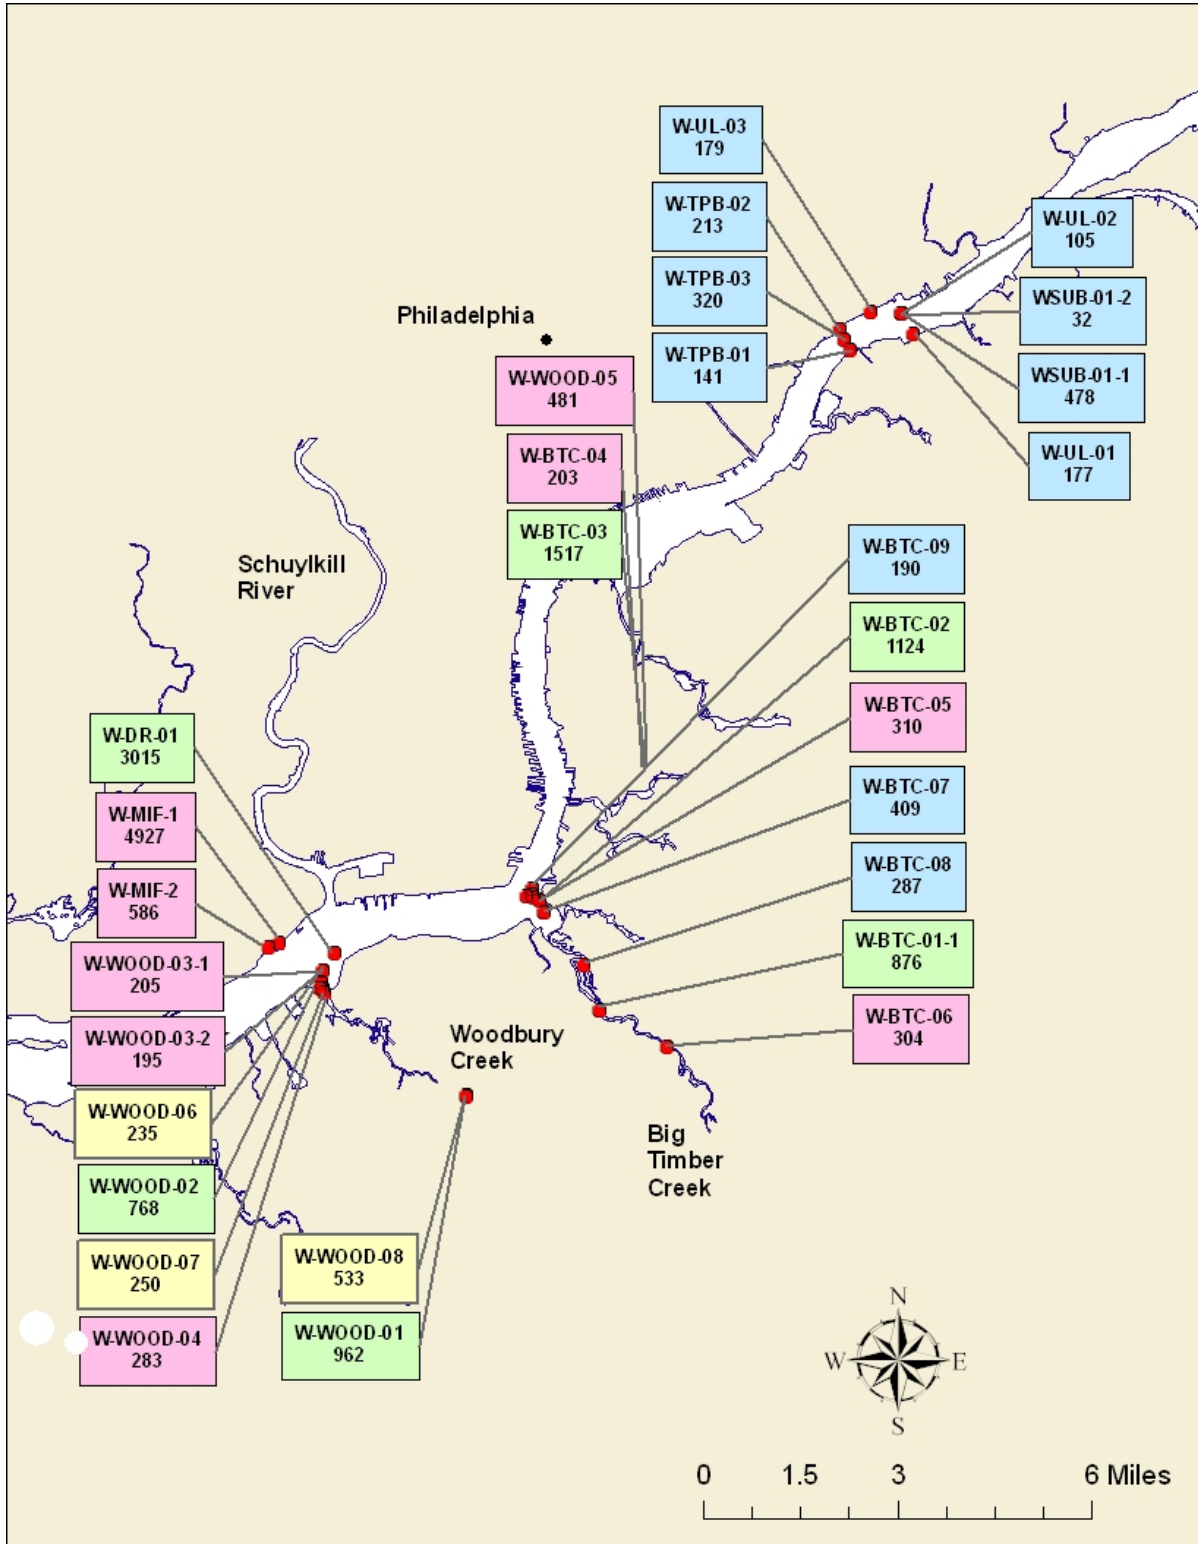 W-UL-03
179
W-TPB-02
213
W-UL-02
105
W-TPB-03
320
WSUB-01-2
32
Philadelphia
W-TPB-01
141
WSUB-01-1
478
W-WOOD-05
481
W-UL-01
177
W-BTC-04
203
W-BTC-03
1517
W-BTC-09
190
Schuylkill
River
W-BTC-02
1124
W-BTC-05
310
W-DR-01
3015
W-BTC-07
409
W-MIF-1
4927
W-BTC-08
287
W-MIF-2
586
W-BTC-01-1
876
W-WOOD-03-1
205
W-BTC-06
304
W-WOOD-03-2
195
Woodbury
Creek
W-WOOD-06
235
Big
Timber
Creek
W-WOOD-02
768
W-WOOD-07
250
W-WOOD-08
533
W-WOOD-04
283
W-WOOD-01
962
N
W
E
S
0 1.5 3 6 Miles